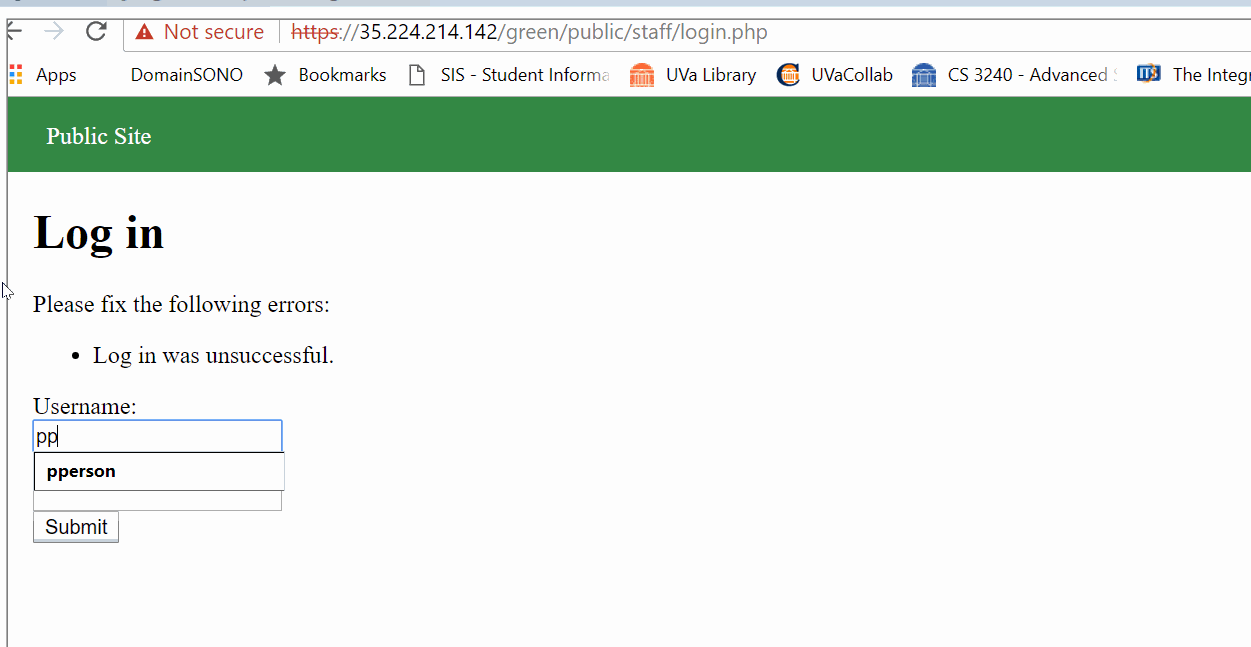 Not secure https://35.224.214.142/green/public/staff/login.php
Apps DomainSONO Bookmarks SIS - Student Informa UVa Library UVaCollab CS 3240 - Advanced The Integr
Public Site
Log in
Please fix the following errors:
Log in was unsuccessful.
Username:
pp
pperson
Submit